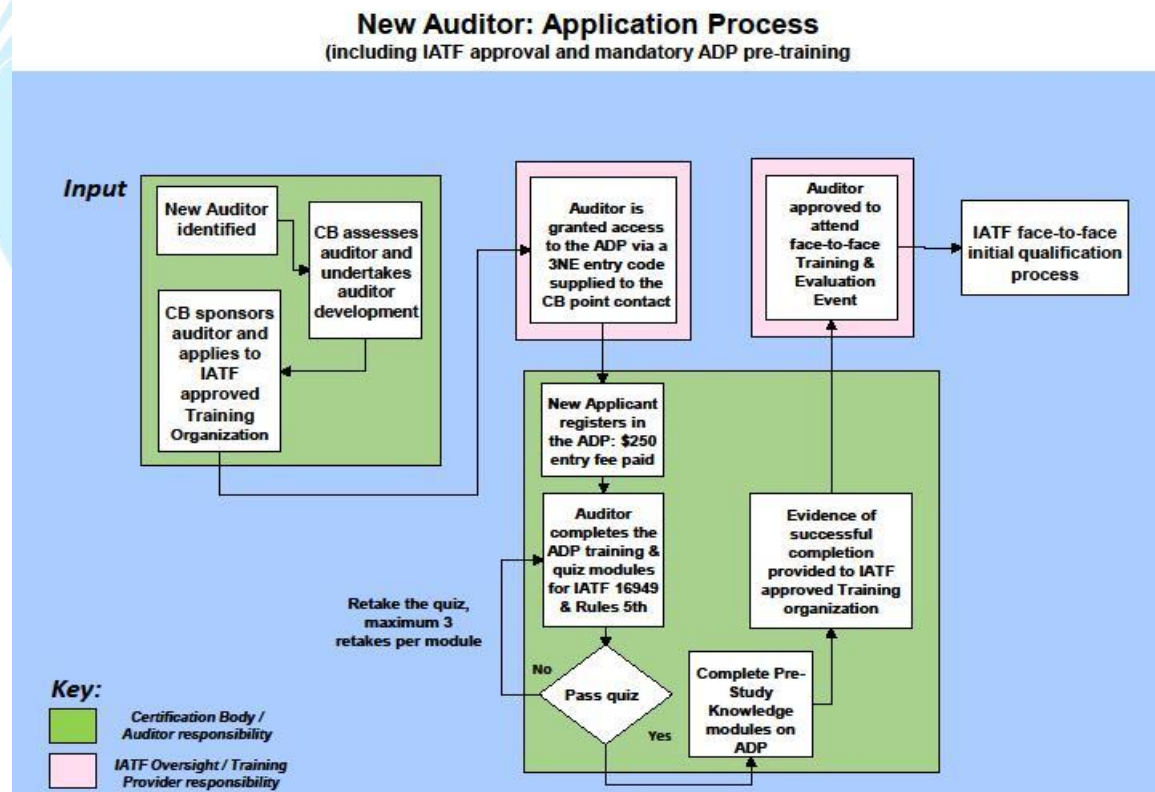 New Auditor: Application Process
(including IATF approval and mandatory ADP pre-training
Input
New Auditor
identified
CB assesses
auditor and
undertakes
auditor
development
CB sponsors
auditor and
applies to
IATF
approved
Training
Organization
Auditor is
granted access
to the ADP via a
3NE entry code
supplied to the
CB point contact
New Applicant
registers in
the ADP: $250
entry fee paid
Auditor
completes the
ADP training &
quiz modules
for IATF 16949
& Rules 5th
Retake the quiz,
maximum 3
retakes per module
No
Pass quiz
Yes
Complete Pre-
Study
Knowledge
modules on
ADP
Evidence of
successful
completion
provided to IATF
approved Training
organization
Auditor
approved to
attend
face-to-face
Training &
Evaluation
Event
IATF face-to-face
initial qualification
process
Key:
Certification Body /
Auditor responsibility
IATF Oversight / Training
Provider responsibility